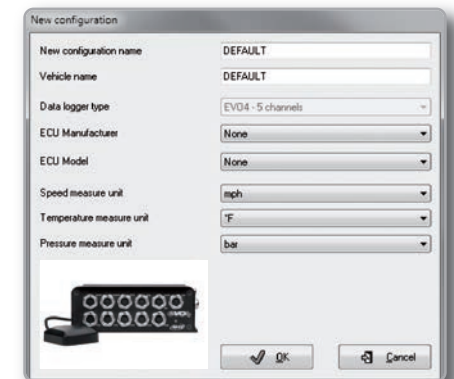 New configuration
New configuration name DEFAULT
Vehicle name DEFAULT
Data logger type EVO4 - 5 channels
ECU Manufacturer None
ECU Model None
Speed measure unit mph
Temperature measure unit °F
Pressure measure unit bar
OK Cancel